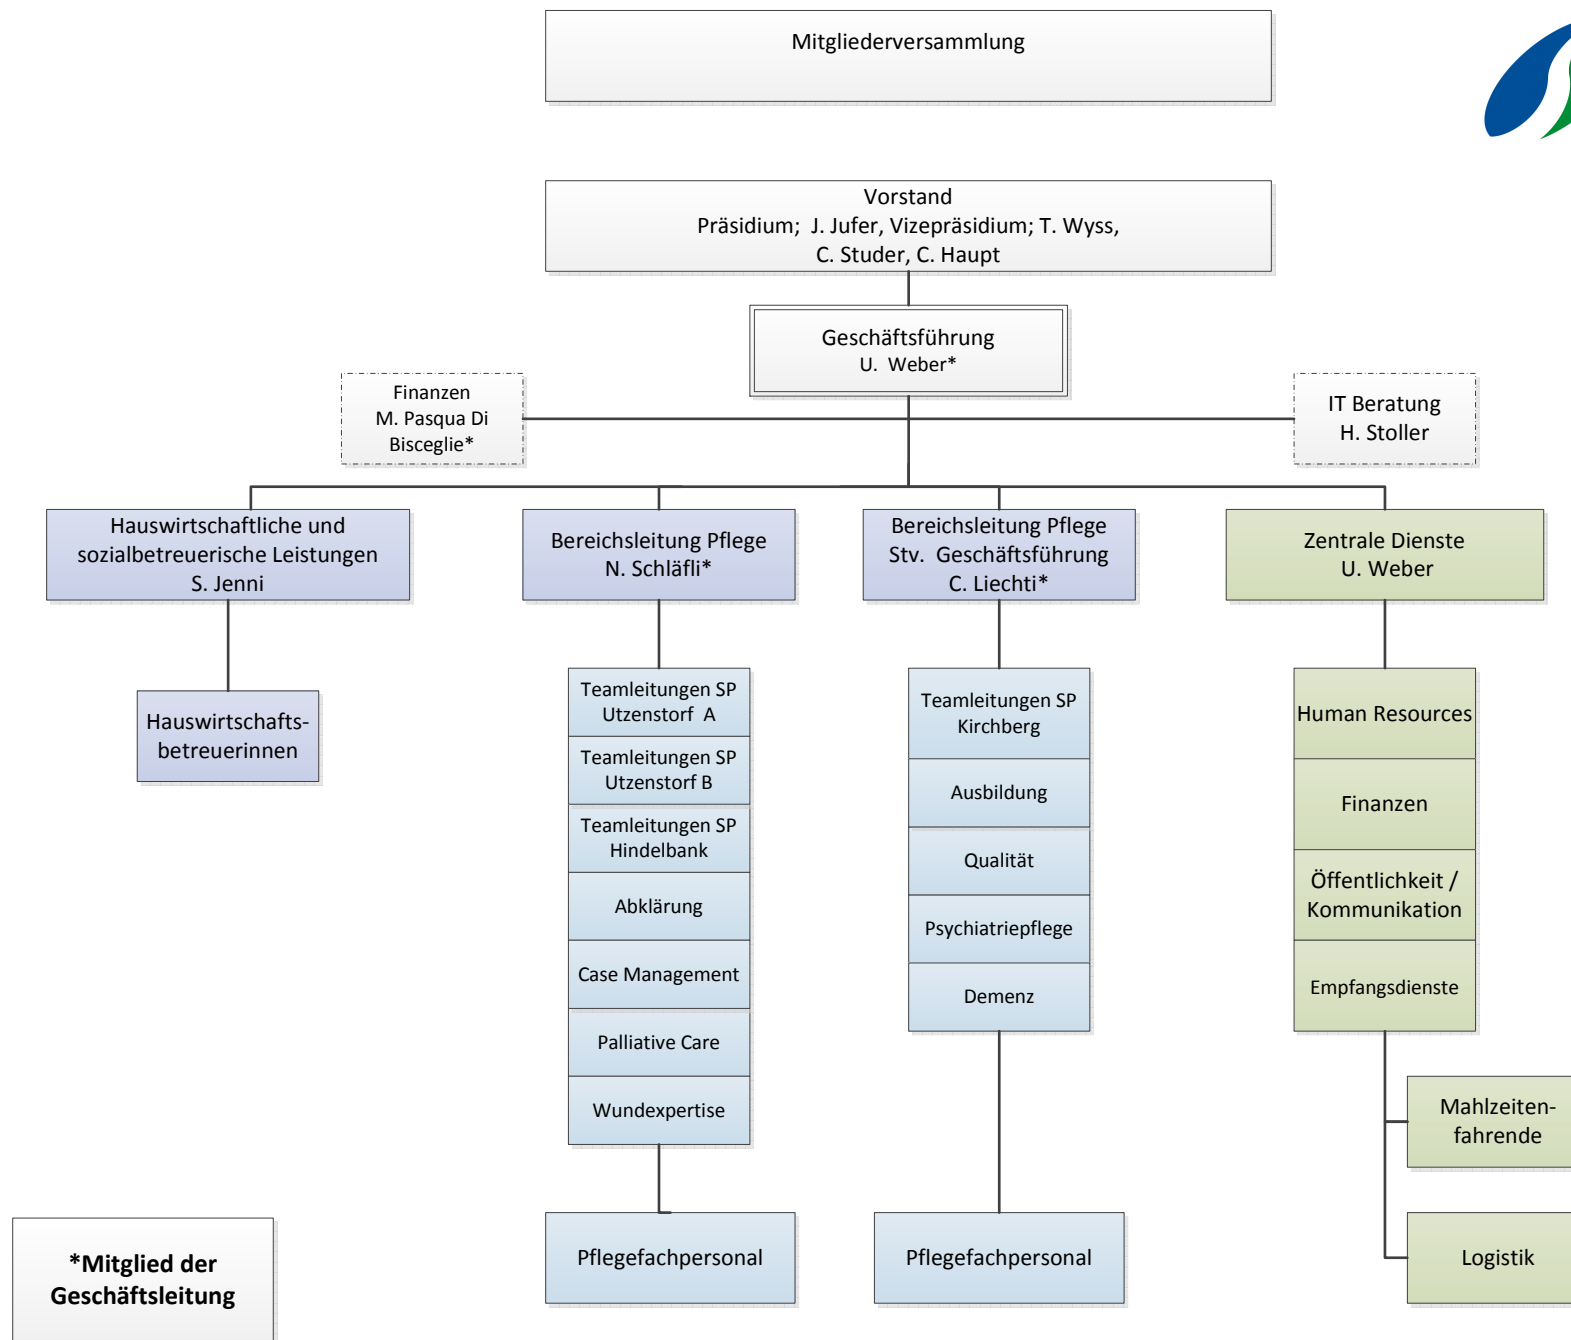 Mitgliederversammlung
Vorstand
Präsidium; J. Jufer, Vizepräsidium; T. Wyss,
C. Studer, C. Haupt
Geschäftsführung
U. Weber*
Finanzen
M. Pasqua Di
Bisceglie*
IT Beratung
H. Stoller
Hauswirtschaftliche und
sozialbetreuerische Leistungen
S. Jenni
Bereichsleitung Pflege
N. Schläfli*
Bereichsleitung Pflege
Stv. Geschäftsführung
C. Liechti*
Zentrale Dienste
U. Weber
Hauswirtschafts-
betreuerinnen
Teamleitungen SP
Utzenstorf A
Teamleitungen SP
Utzenstorf B
Teamleitungen SP
Hindelbank
Abklärung
Case Management
Palliative Care
Wundexpertise
Pflegefachpersonal
Teamleitungen SP
Kirchberg
Ausbildung
Qualität
Psychiatriepflege
Demenz
Pflegefachpersonal
Human Resources
Finanzen
Öffentlichkeit /
Kommunikation
Empfangsdienste
Mahlzeiten-
fahrende
Logistik
*Mitglied der
Geschäftsleitung